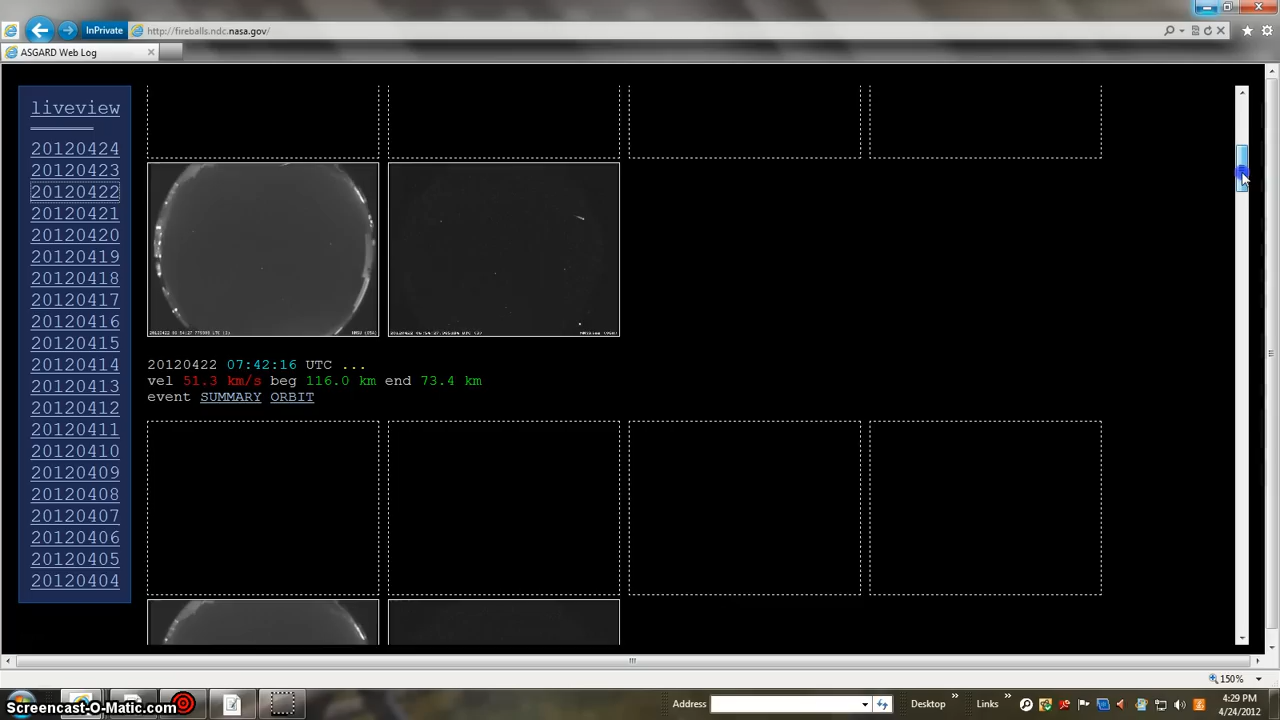 InPrivate
http://fireballs.ndc.nasa.gov/
ASGARD Web Log
liveview
20120424
20120423
20120422
20120421
20120420
20120419
20120418
20120417
20120416
20120415
20120414
20120413
20120412
20120411
20120410
20120409
20120408
20120407
20120406
20120405
20120404
20120422 07:42:16 UTC ...
vel 51.3 km/s beg 116.0 km end 73.4 km
event SUMMARY ORBIT
150%
Screencast-O-Matic.com
Address
Desktop
Links
4:29 PM
4/24/2012